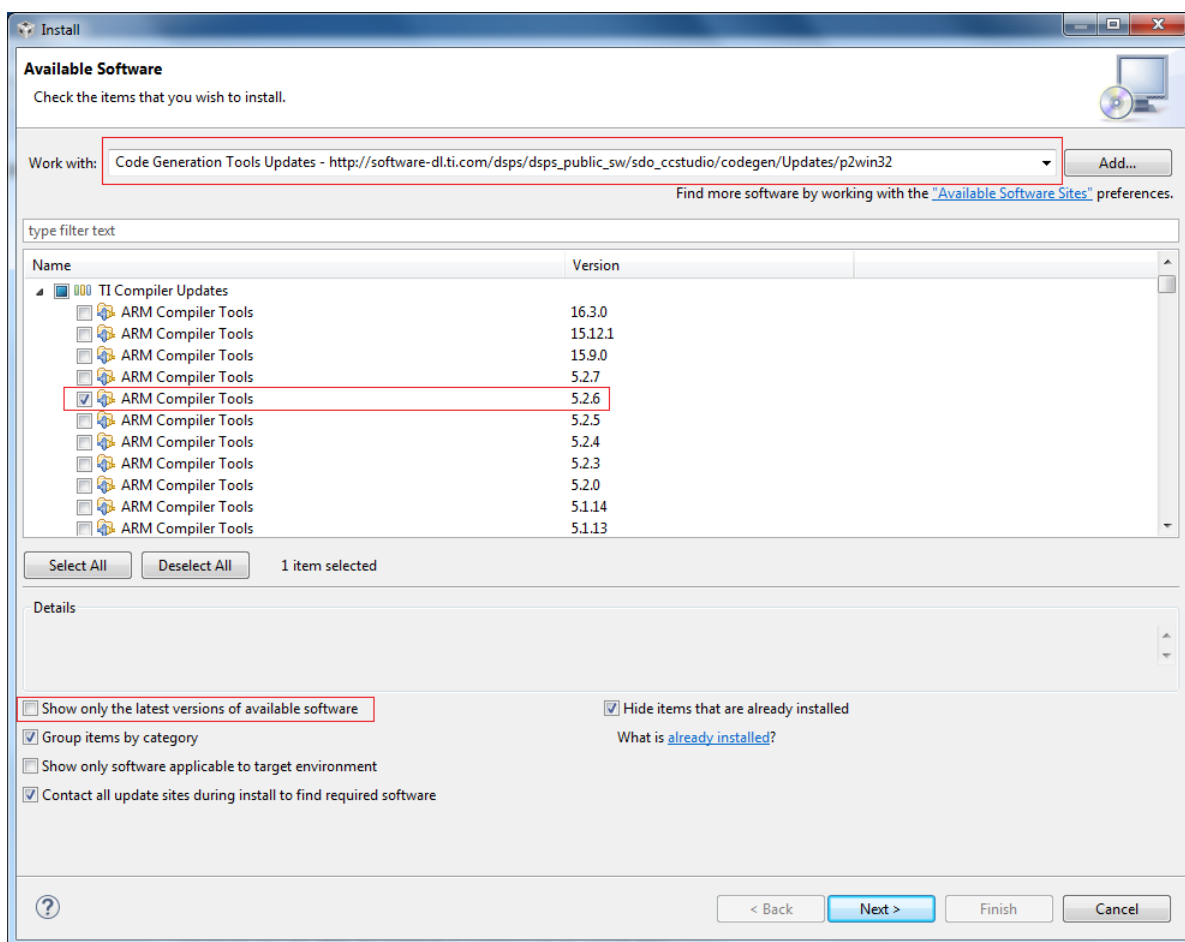 Install
Available Software
Check the items that you wish to install.
Work with: Code Generation Tools Updates - http://software-dl.ti.com/dsps/dsps_public_sw/sdo_ccstudio/codegen/Updates/p2win32 Add...
Find more software by working with the "Available Software Sites" preferences.
type filter text
Name Version
TI Compiler Updates
ARM Compiler Tools 16.3.0
ARM Compiler Tools 15.12.1
ARM Compiler Tools 15.9.0
ARM Compiler Tools 5.2.7
ARM Compiler Tools 5.2.6
ARM Compiler Tools 5.2.5
ARM Compiler Tools 5.2.4
ARM Compiler Tools 5.2.3
ARM Compiler Tools 5.2.0
ARM Compiler Tools 5.1.14
ARM Compiler Tools 5.1.13
Select All Deselect All 1 item selected
Details
Show only the latest versions of available software Hide items that are already installed
Group items by category What is already installed?
Show only software applicable to target environment
Contact all update sites during install to find required software
? < Back Next > Finish Cancel